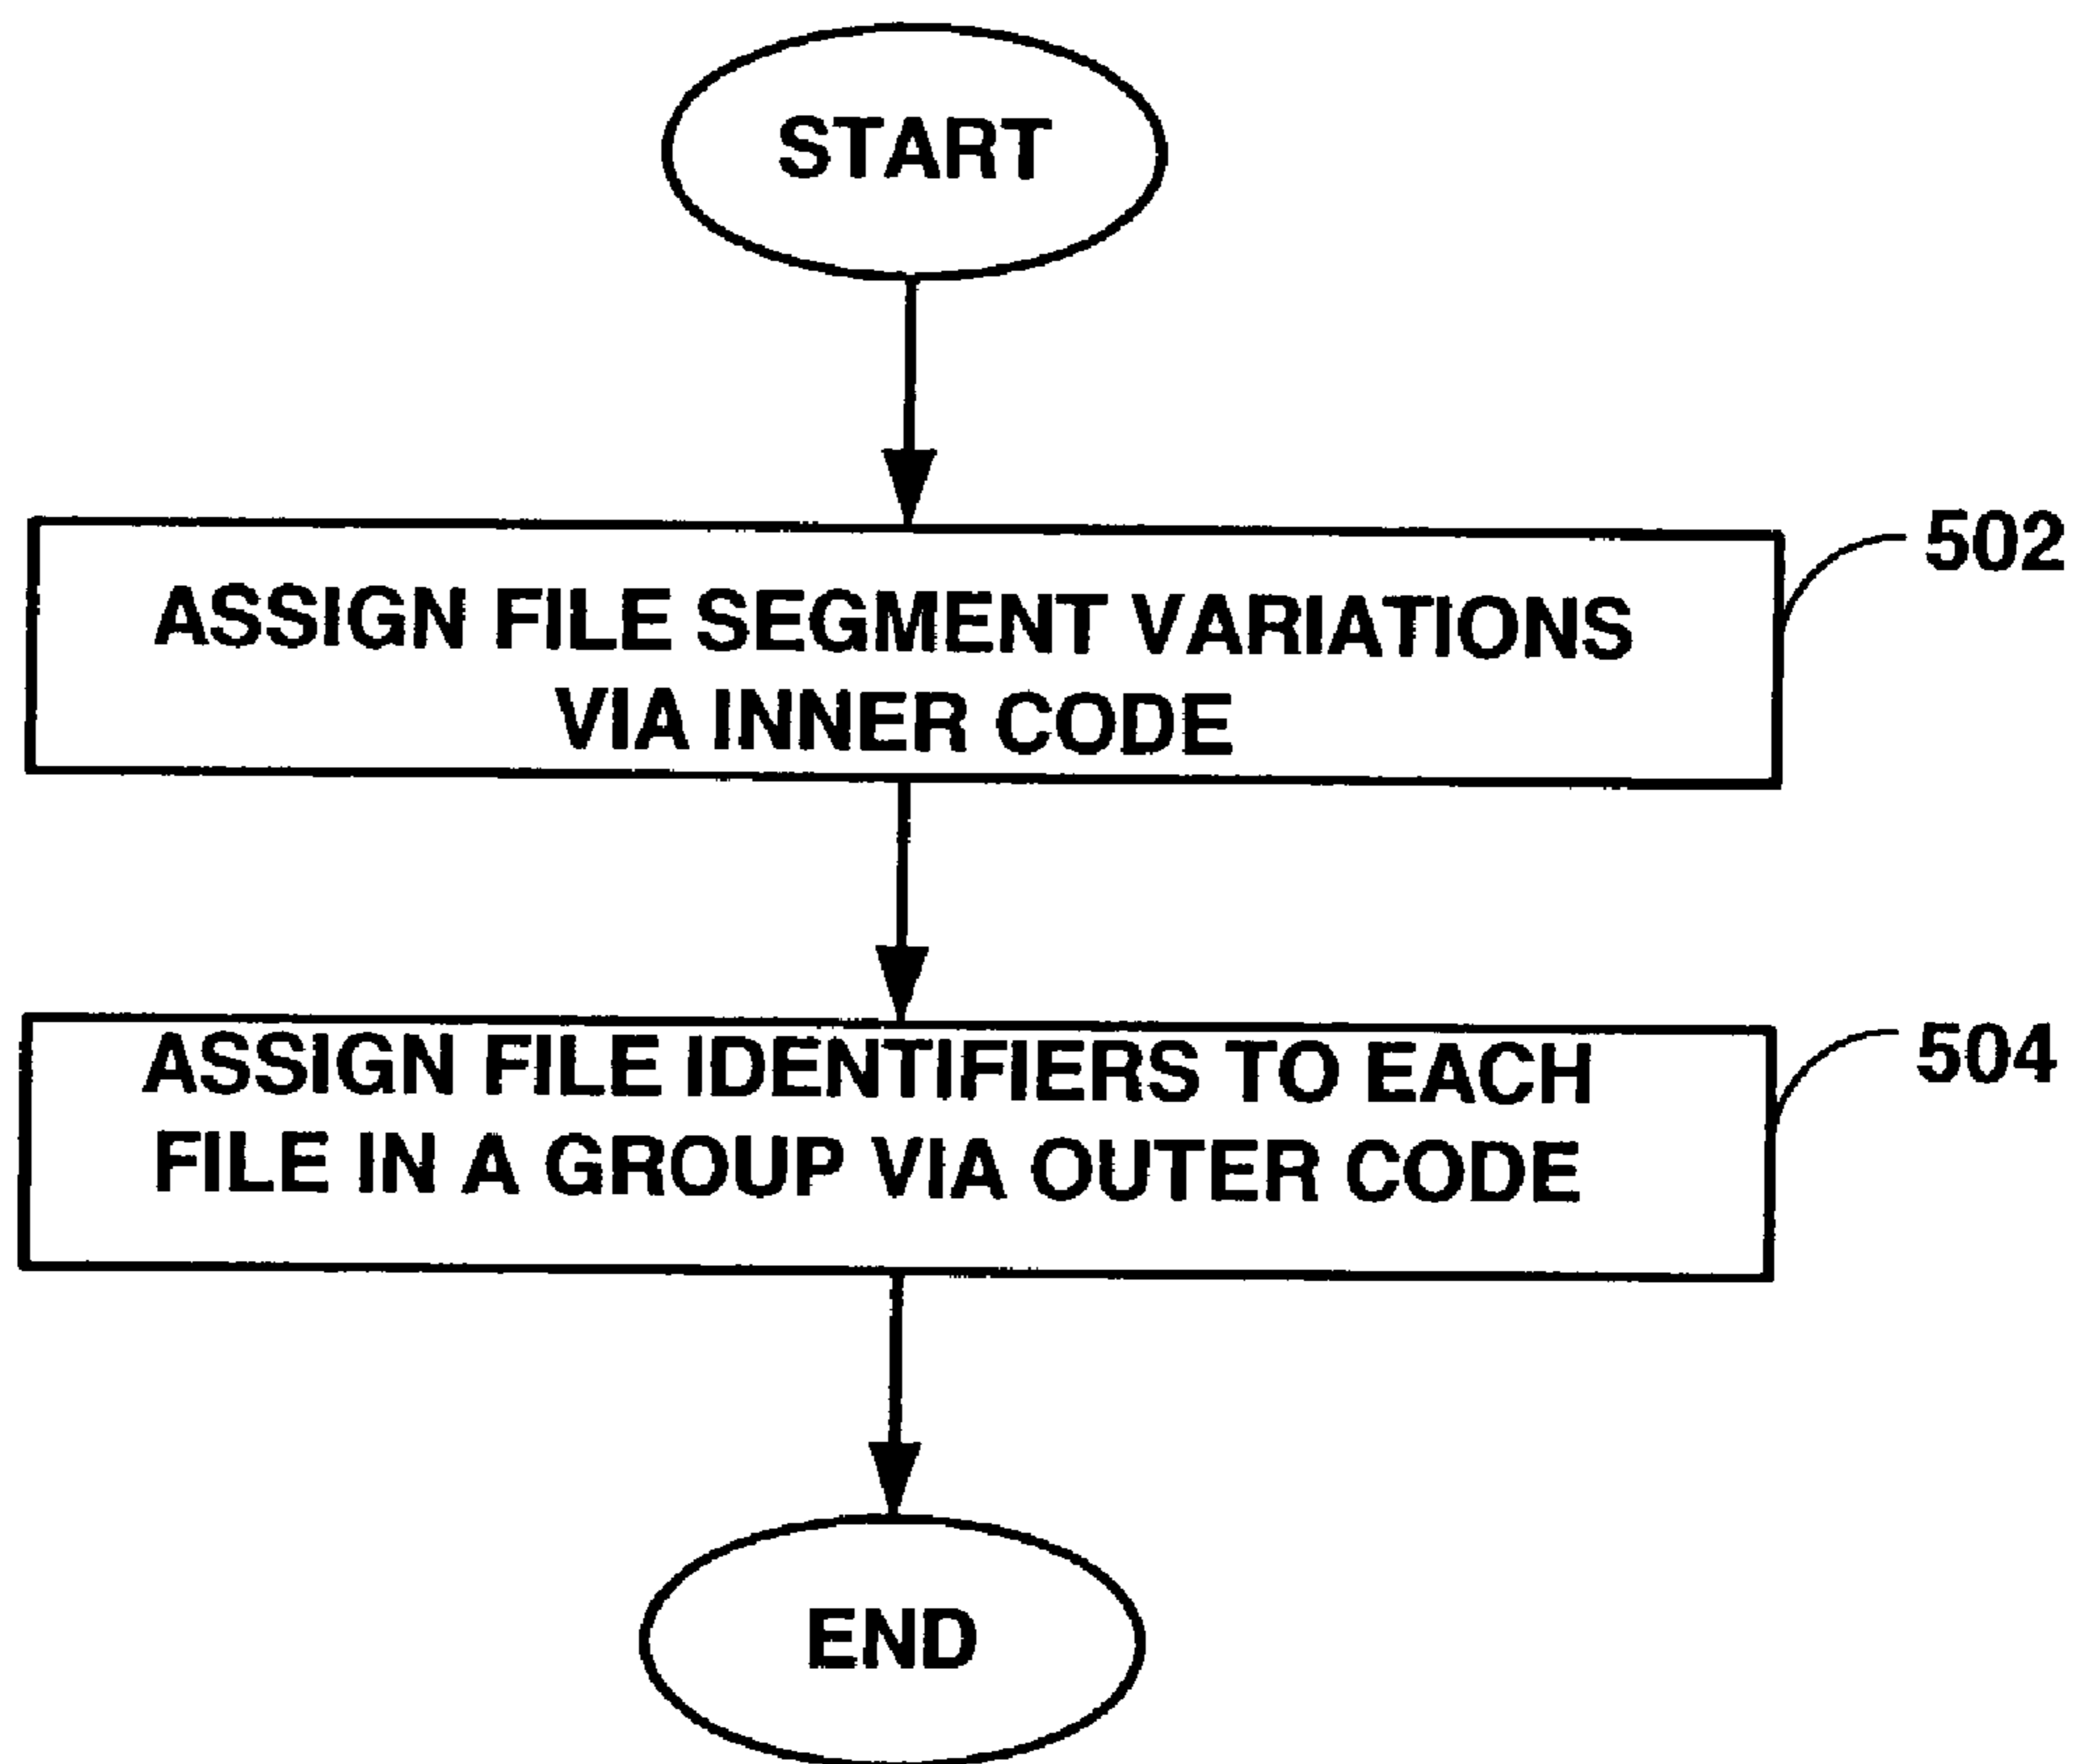 START
502
ASSIGN FILE SEGMENT VARIATIONS
VIA INNER CODE
504
ASSIGN FILE IDENTIFIERS TO EACH
FILE IN A GROUP VIA OUTER CODE
END